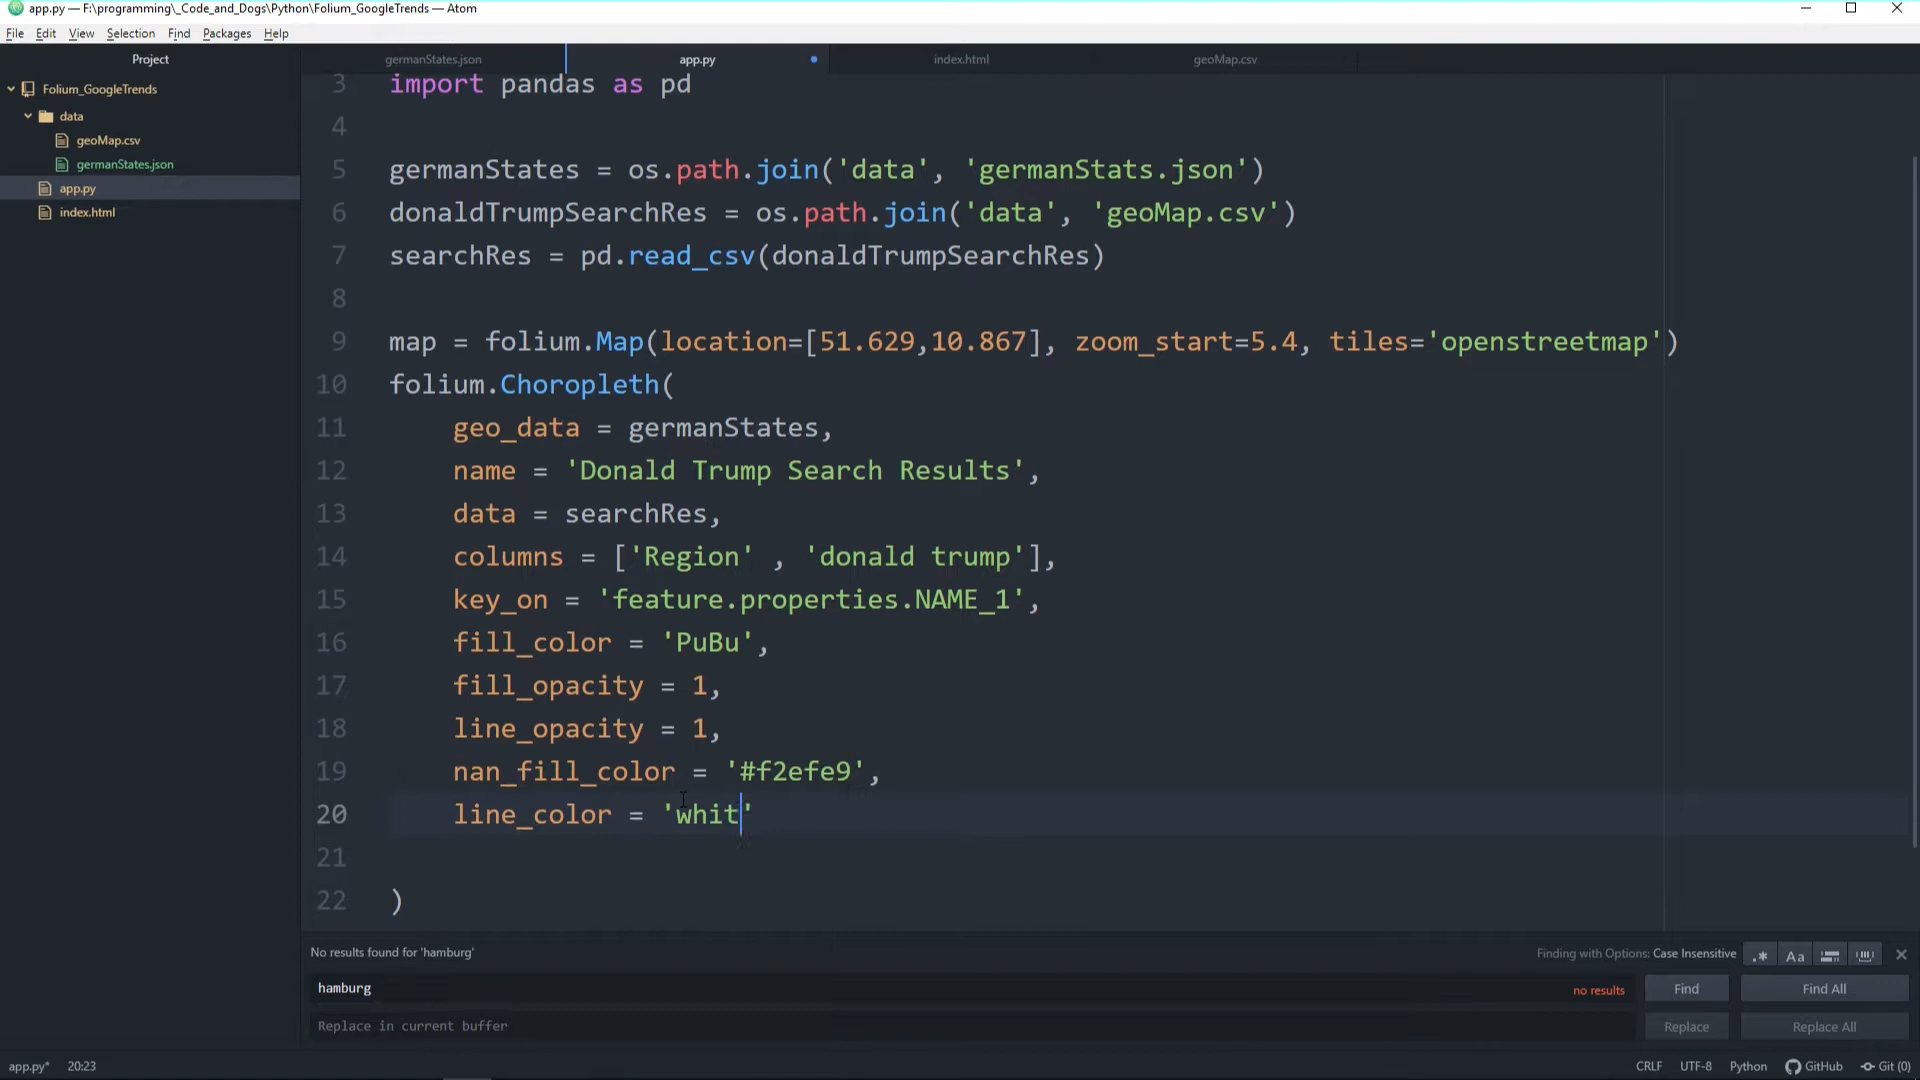 app.py — F:\programming\_Code_and_Dogs\Python\Folium_GoogleTrends — Atom
File Edit View Selection Find Packages Help
Project
germanStates.json
app.py
index.html
geoMap.csv
Folium_GoogleTrends
data
geoMap.csv
germanStates.json
app.py
index.html
3 import pandas as pd
4
5 germanStates = os.path.join('data', 'germanStats.json')
6 donaldTrumpSearchRes = os.path.join('data', 'geoMap.csv')
7 searchRes = pd.read_csv(donaldTrumpSearchRes)
8
9 map = folium.Map(location=[51.629,10.867], zoom_start=5.4, tiles='openstreetmap')
10 folium.Choropleth(
11 geo_data = germanStates,
12 name = 'Donald Trump Search Results',
13 data = searchRes,
14 columns = ['Region' , 'donald trump'],
15 key_on = 'feature.properties.NAME_1',
16 fill_color = 'PuBu',
17 fill_opacity = 1,
18 line_opacity = 1,
19 nan_fill_color = '#f2efe9',
20 line_color = 'whit'
21
22 )
No results found for 'hamburg'
Finding with Options: Case Insensitive
.* Aa
hamburg
no results
Find
Find All
Replace in current buffer
Replace
Replace All
app.py* 20:23
CRLF UTF-8 Python GitHub Git (0)